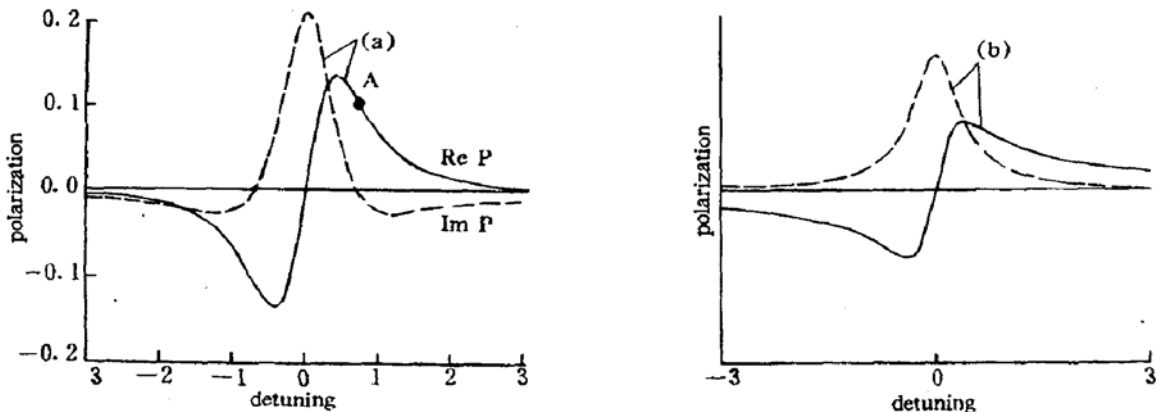 0.2
0.1
0.0
-0.1
-0.2
polarization
(a)
A
Re P
Im P
3
-2
-1
0
1
2
3
detuning
polarization
(b)
-3
0
3
detuning